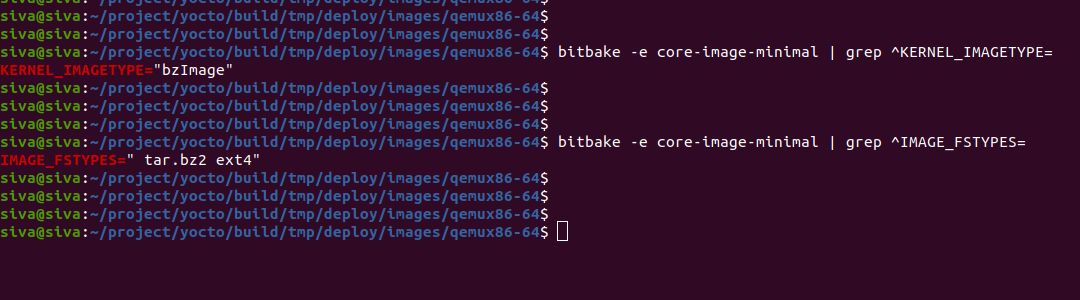 siva@siva:~/project/yocto/build/tmp/deploy/images/qemux86-64$
siva@siva:~/project/yocto/build/tmp/deploy/images/qemux86-64$
siva@siva:~/project/yocto/build/tmp/deploy/images/qemux86-64$
siva@siva:~/project/yocto/build/tmp/deploy/images/qemux86-64$ bitbake -e core-image-minimal | grep ^KERNEL_IMAGETYPE=
KERNEL_IMAGETYPE="bzImage"
siva@siva:~/project/yocto/build/tmp/deploy/images/qemux86-64$
siva@siva:~/project/yocto/build/tmp/deploy/images/qemux86-64$
siva@siva:~/project/yocto/build/tmp/deploy/images/qemux86-64$
siva@siva:~/project/yocto/build/tmp/deploy/images/qemux86-64$ bitbake -e core-image-minimal | grep ^IMAGE_FSTYPES=
IMAGE_FSTYPES=" tar.bz2 ext4"
siva@siva:~/project/yocto/build/tmp/deploy/images/qemux86-64$
siva@siva:~/project/yocto/build/tmp/deploy/images/qemux86-64$
siva@siva:~/project/yocto/build/tmp/deploy/images/qemux86-64$
siva@siva:~/project/yocto/build/tmp/deploy/images/qemux86-64$